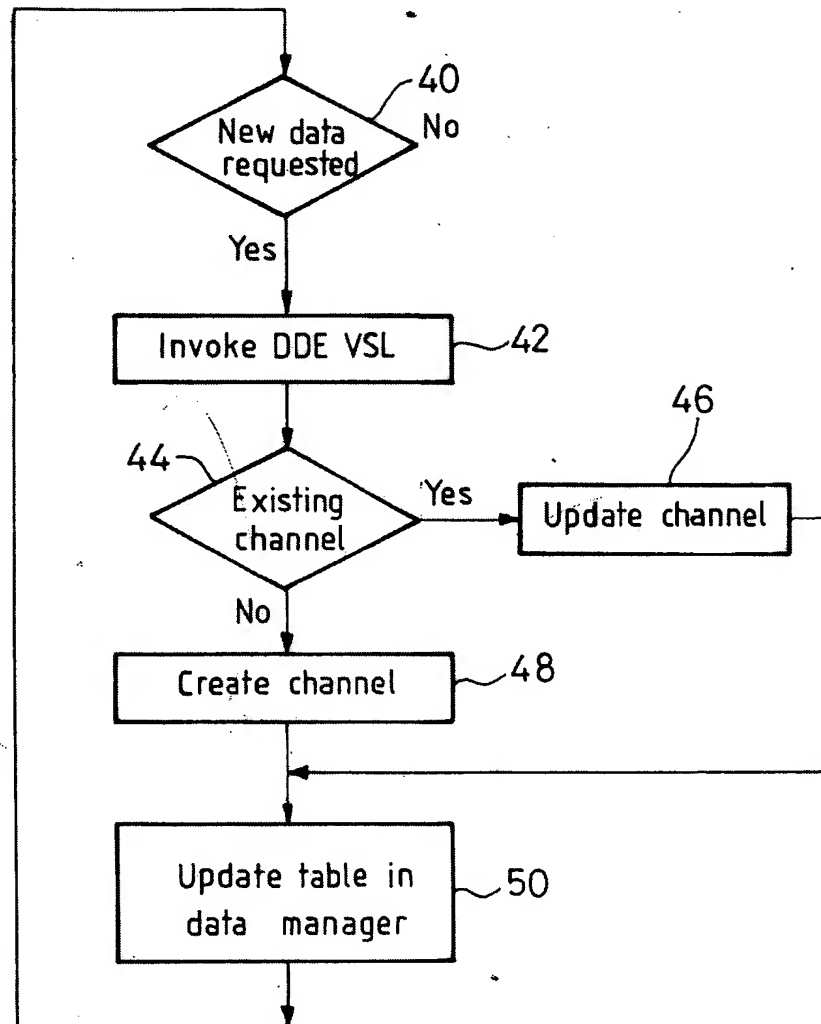 40
New data
requested
No
Yes
Invoke DDE VSL
42
46
44
Existing
channel
Yes
Update channel
No
Create channel
48
Update table in
data manager
50